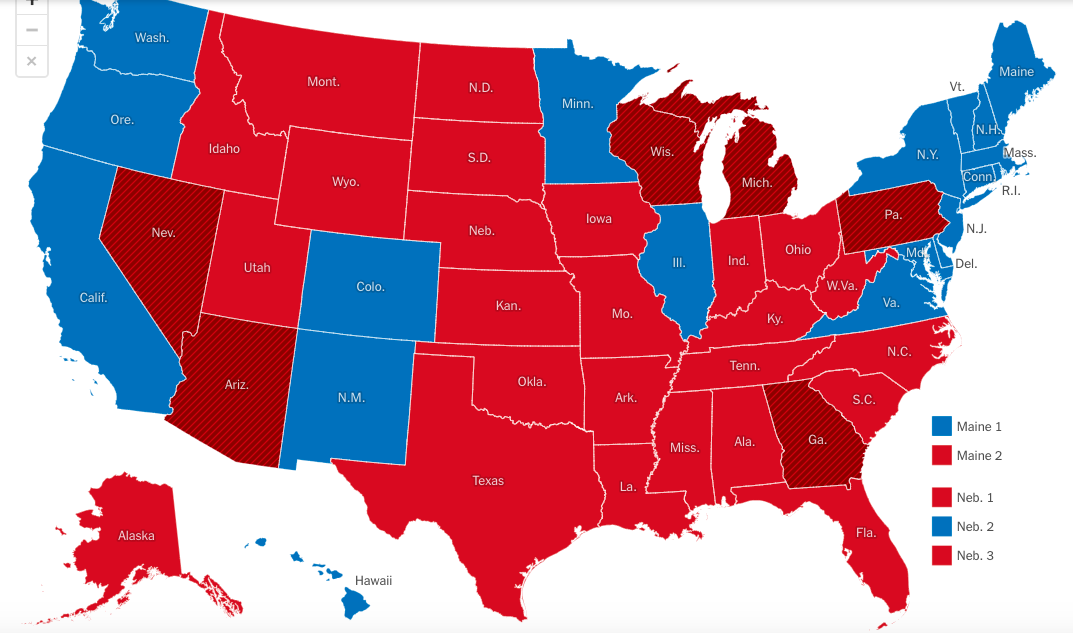 +
−
×
Wash.
Ore.
Calif.
Nev.
Idaho
Mont.
Wyo.
Utah
Ariz.
Colo.
N.M.
N.D.
S.D.
Neb.
Kan.
Okla.
Texas
Minn.
Iowa
Mo.
Ark.
La.
Wis.
Ill.
Mich.
Ind.
Ohio
Ky.
Tenn.
Miss.
Ala.
Ga.
Fla.
S.C.
N.C.
Va.
W.Va.
Pa.
N.Y.
Vt.
N.H.
Maine
Mass.
Conn.
R.I.
N.J.
Del.
Md.
Alaska
Hawaii
Maine 1
Maine 2
Neb. 1
Neb. 2
Neb. 3